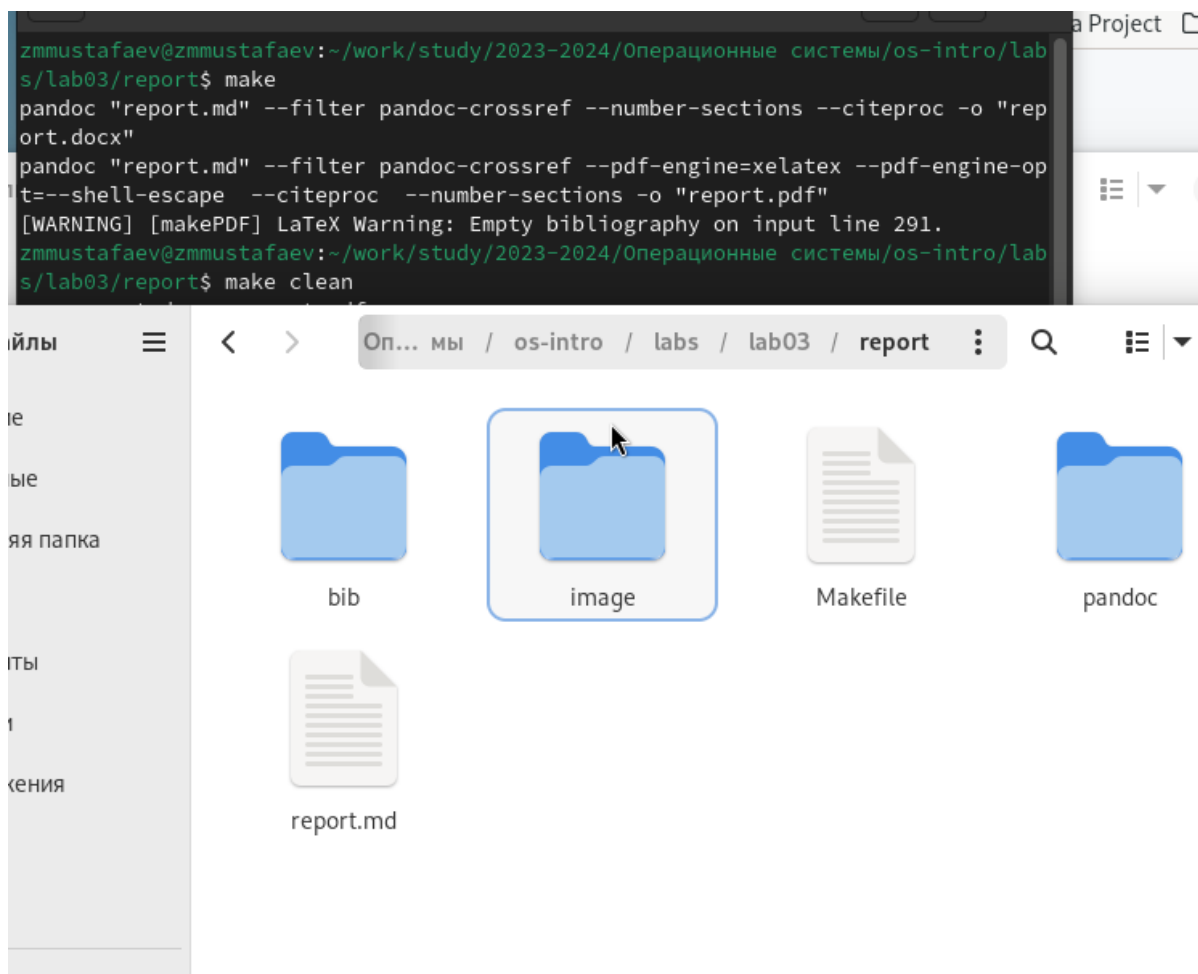 a Project
zmmustafaev@zmmustafaev:~/work/study/2023-2024/Операционные системы/os-intro/lab
s/lab03/report$ make
pandoc "report.md" --filter pandoc-crossref --number-sections --citeproc -o "rep
ort.docx"
pandoc "report.md" --filter pandoc-crossref --pdf-engine=xelatex --pdf-engine-op
t=--shell-escape  --citeproc  --number-sections -o "report.pdf"
[WARNING] [makePDF] LaTeX Warning: Empty bibliography on input line 291.
zmmustafaev@zmmustafaev:~/work/study/2023-2024/Операционные системы/os-intro/lab
s/lab03/report$ make clean
йлы
Оп... мы / os-intro / labs / lab03 / report
ые
яя папка
ты
жения
bib
image
Makefile
pandoc
report.md